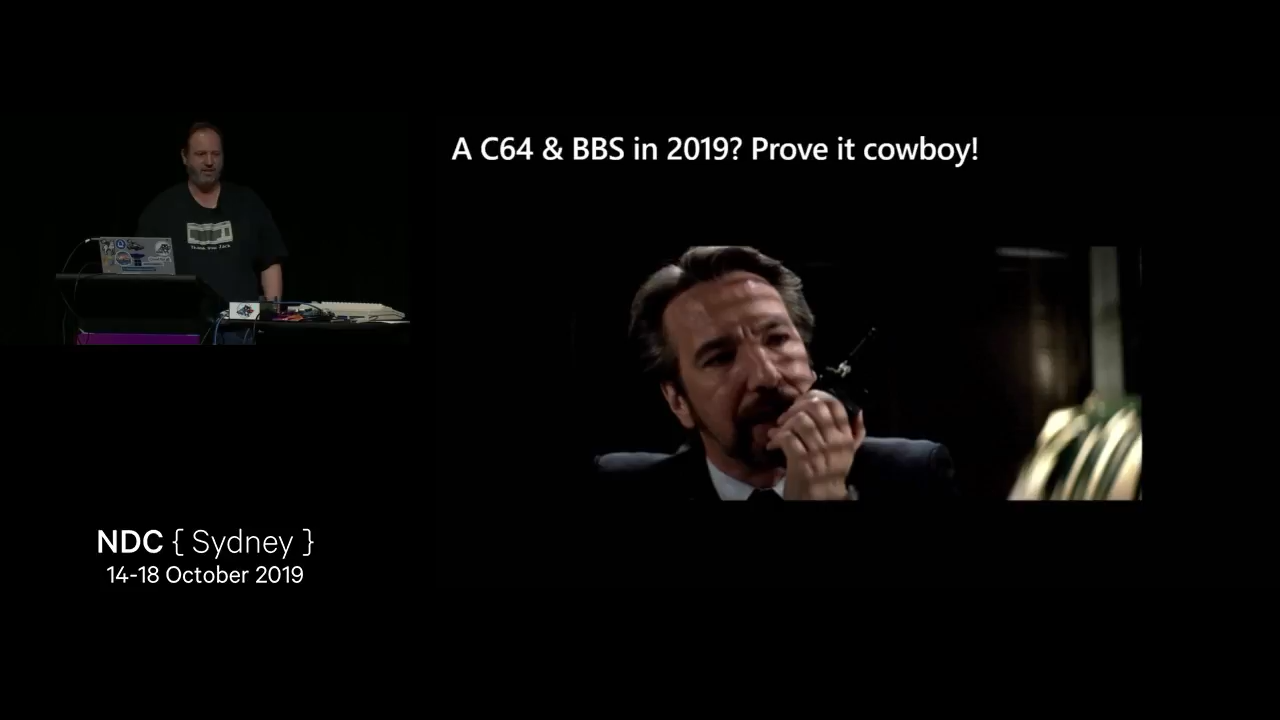 A C64 & BBS in 2019? Prove it cowboy!
NDC { Sydney }
14-18 October 2019